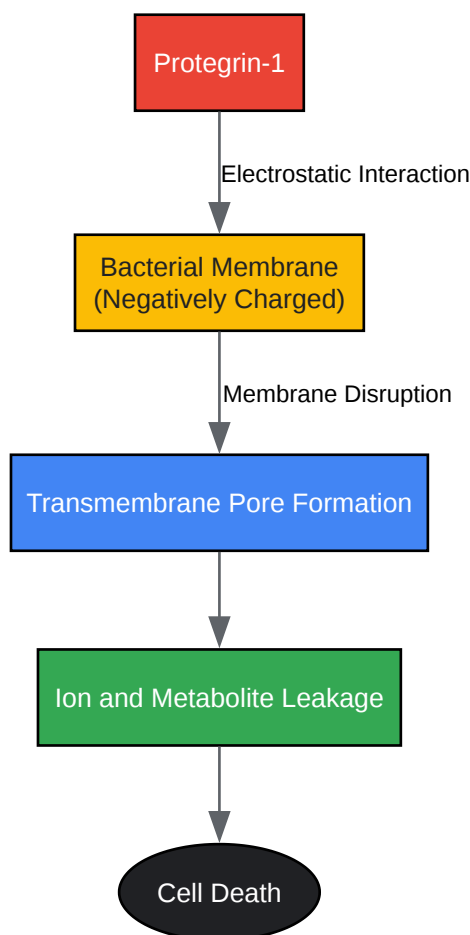 Protegrin-1
Electrostatic Interaction
Bacterial Membrane
(Negatively Charged)
Membrane Disruption
Transmembrane Pore Formation
Ion and Metabolite Leakage
Cell Death